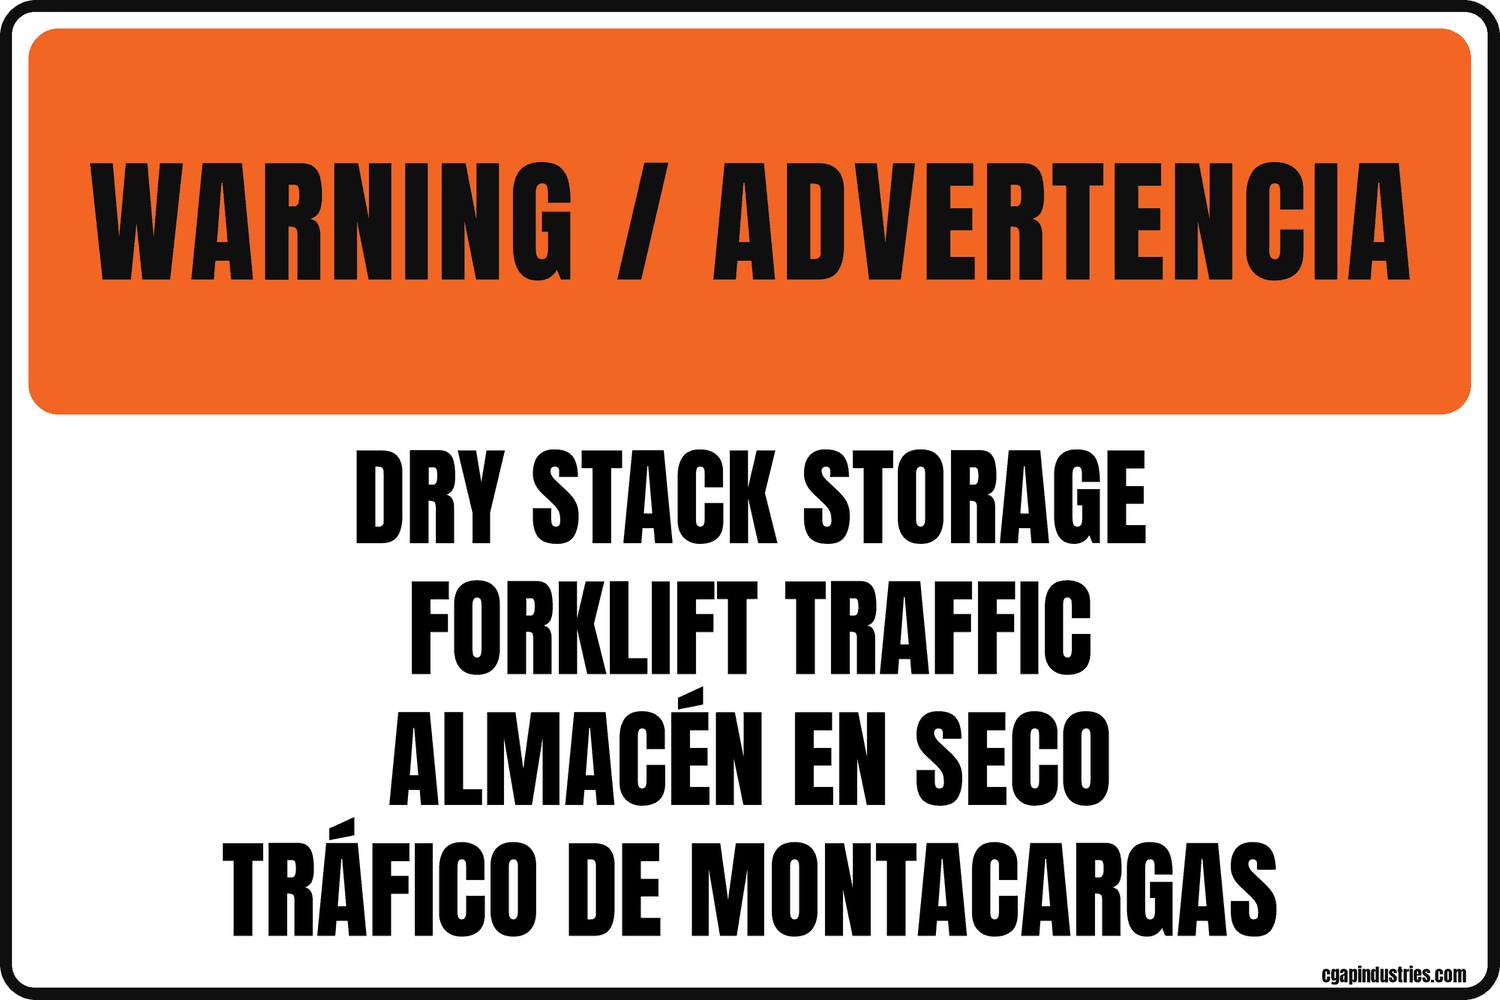 WARNING / ADVERTENCIA
DRY STACK STORAGE
FORKLIFT TRAFFIC
ALMACÉN EN SECO
TRÁFICO DE MONTACARGAS
cgapindustries.com